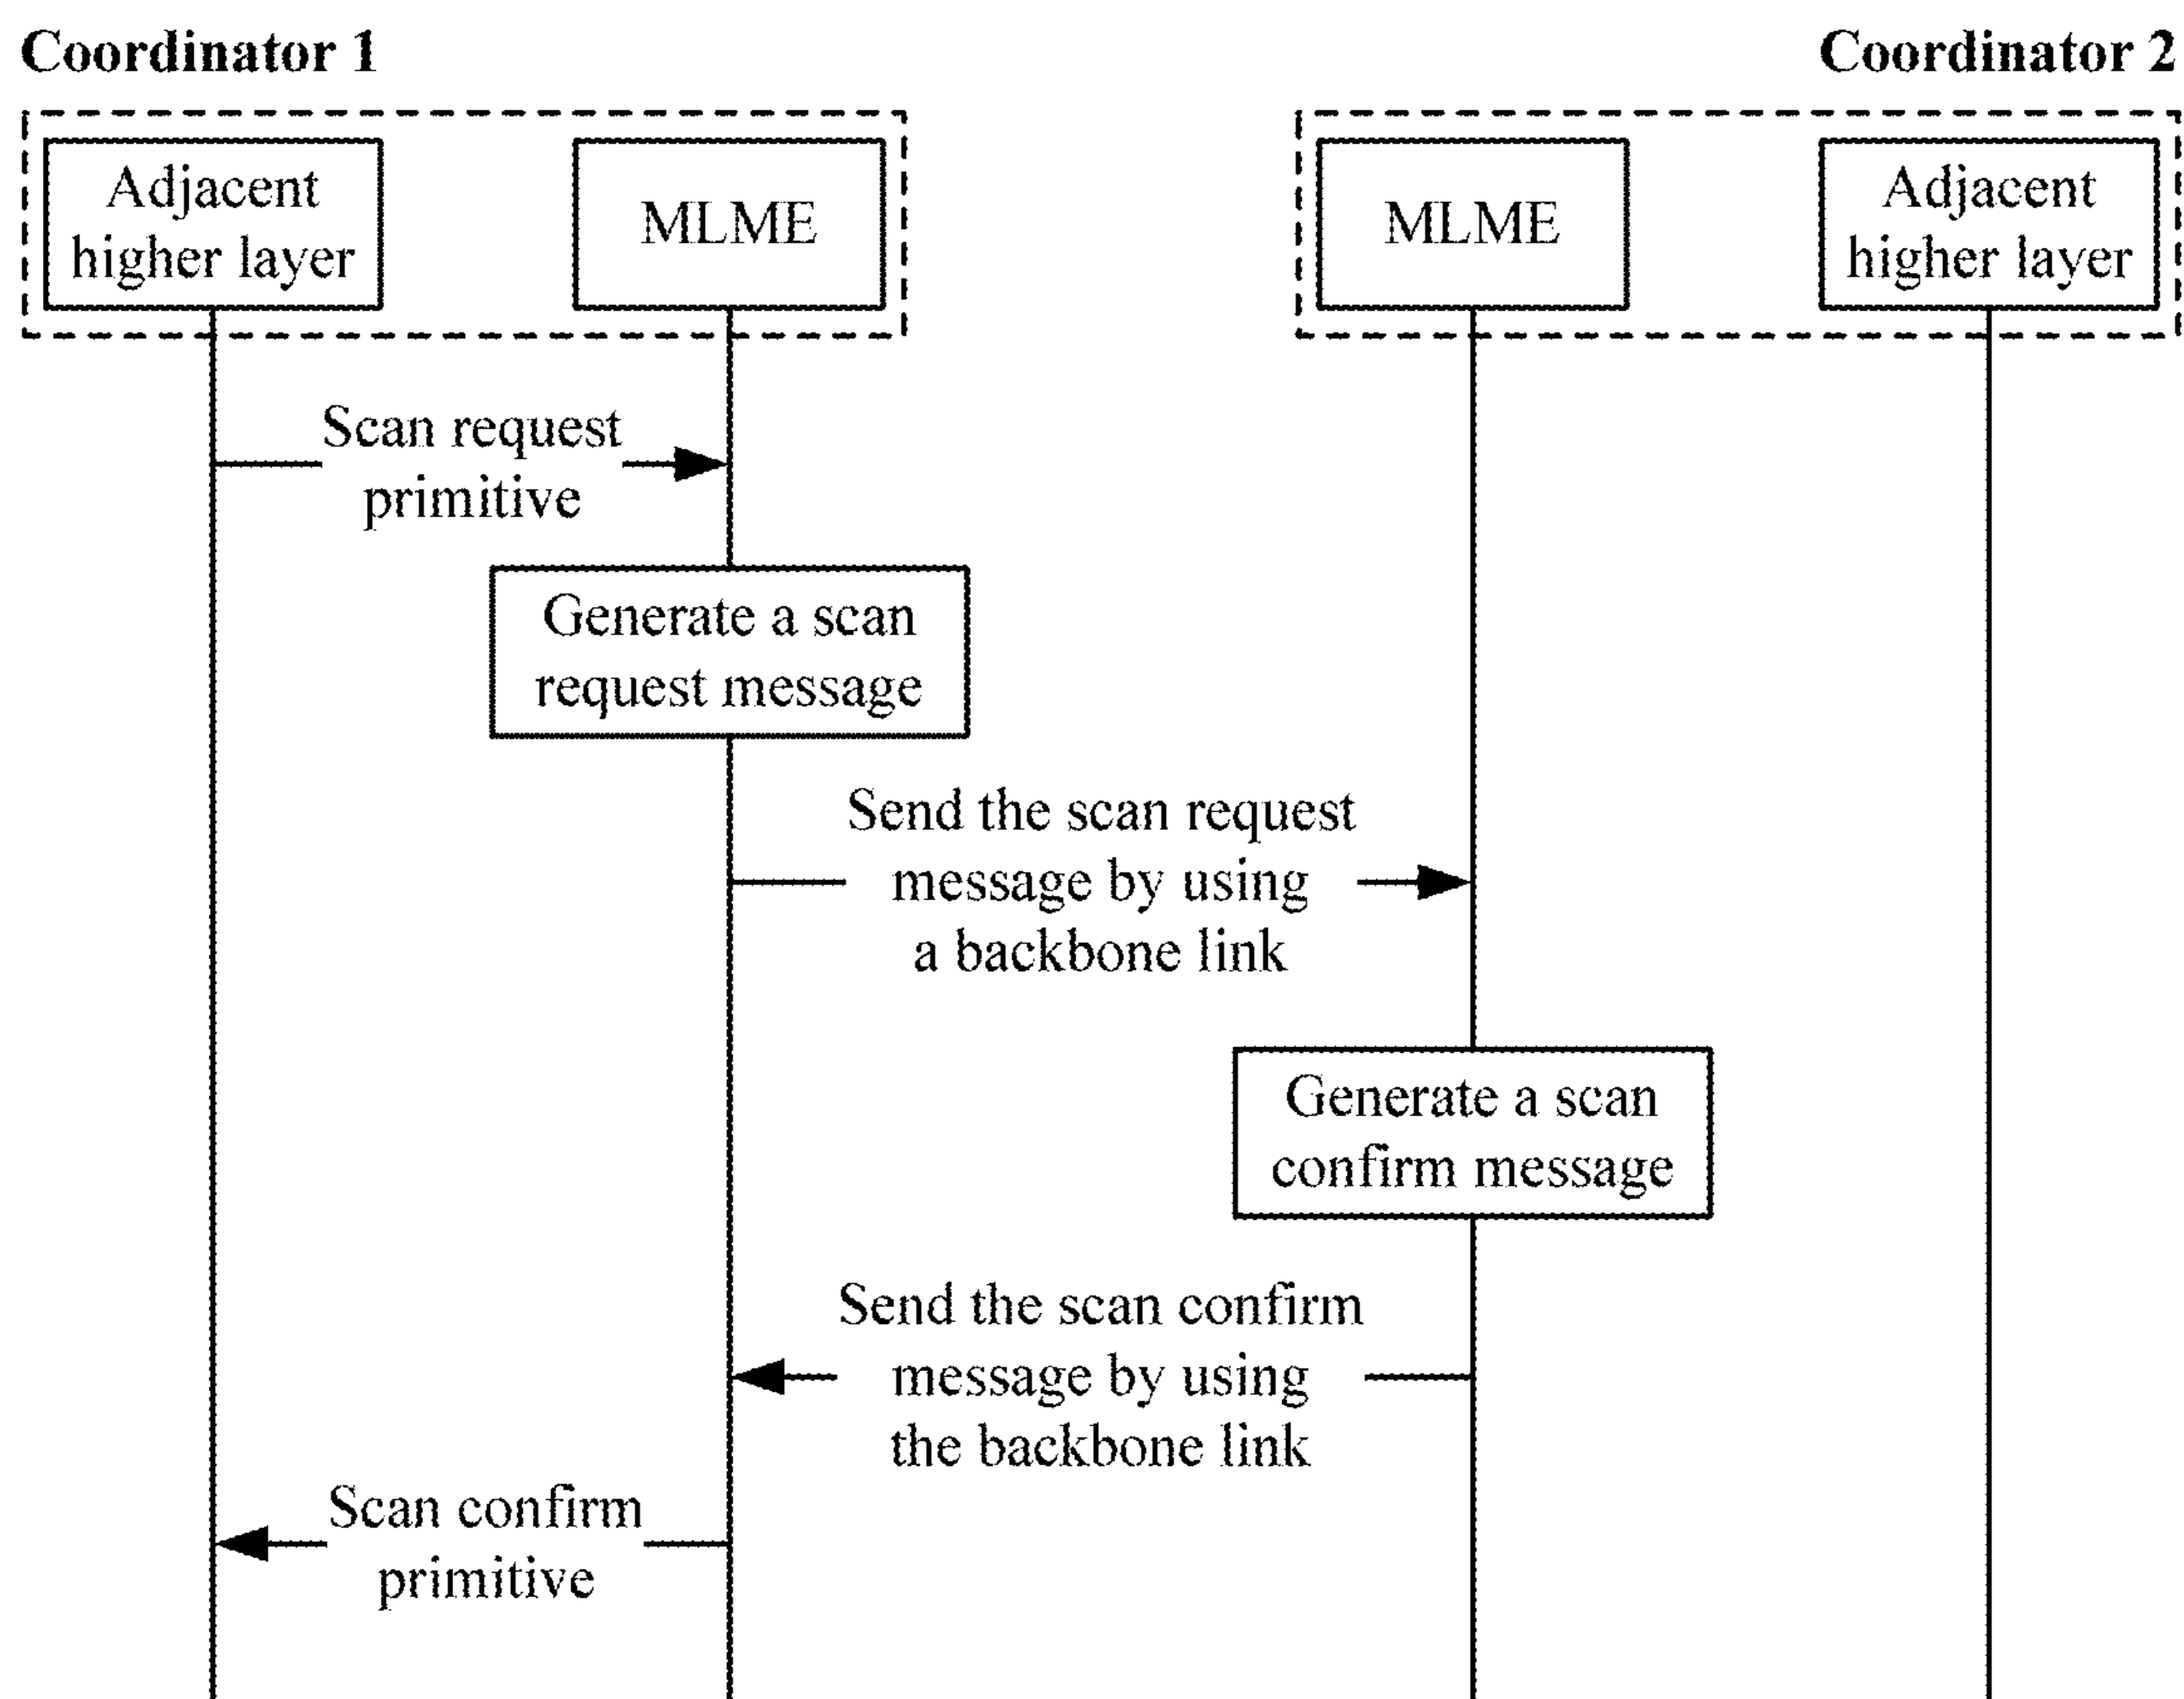 Coordinator 1
Coordinator 2
Adjacent
higher layer
MLME
MLME
Adjacent
higher layer
Scan request
primitive
Generate a scan
request message
Send the scan request
message by using
a backbone link
Generate a scan
confirm message
Send the scan confirm
message by using
the backbone link
Scan confirm
primitive